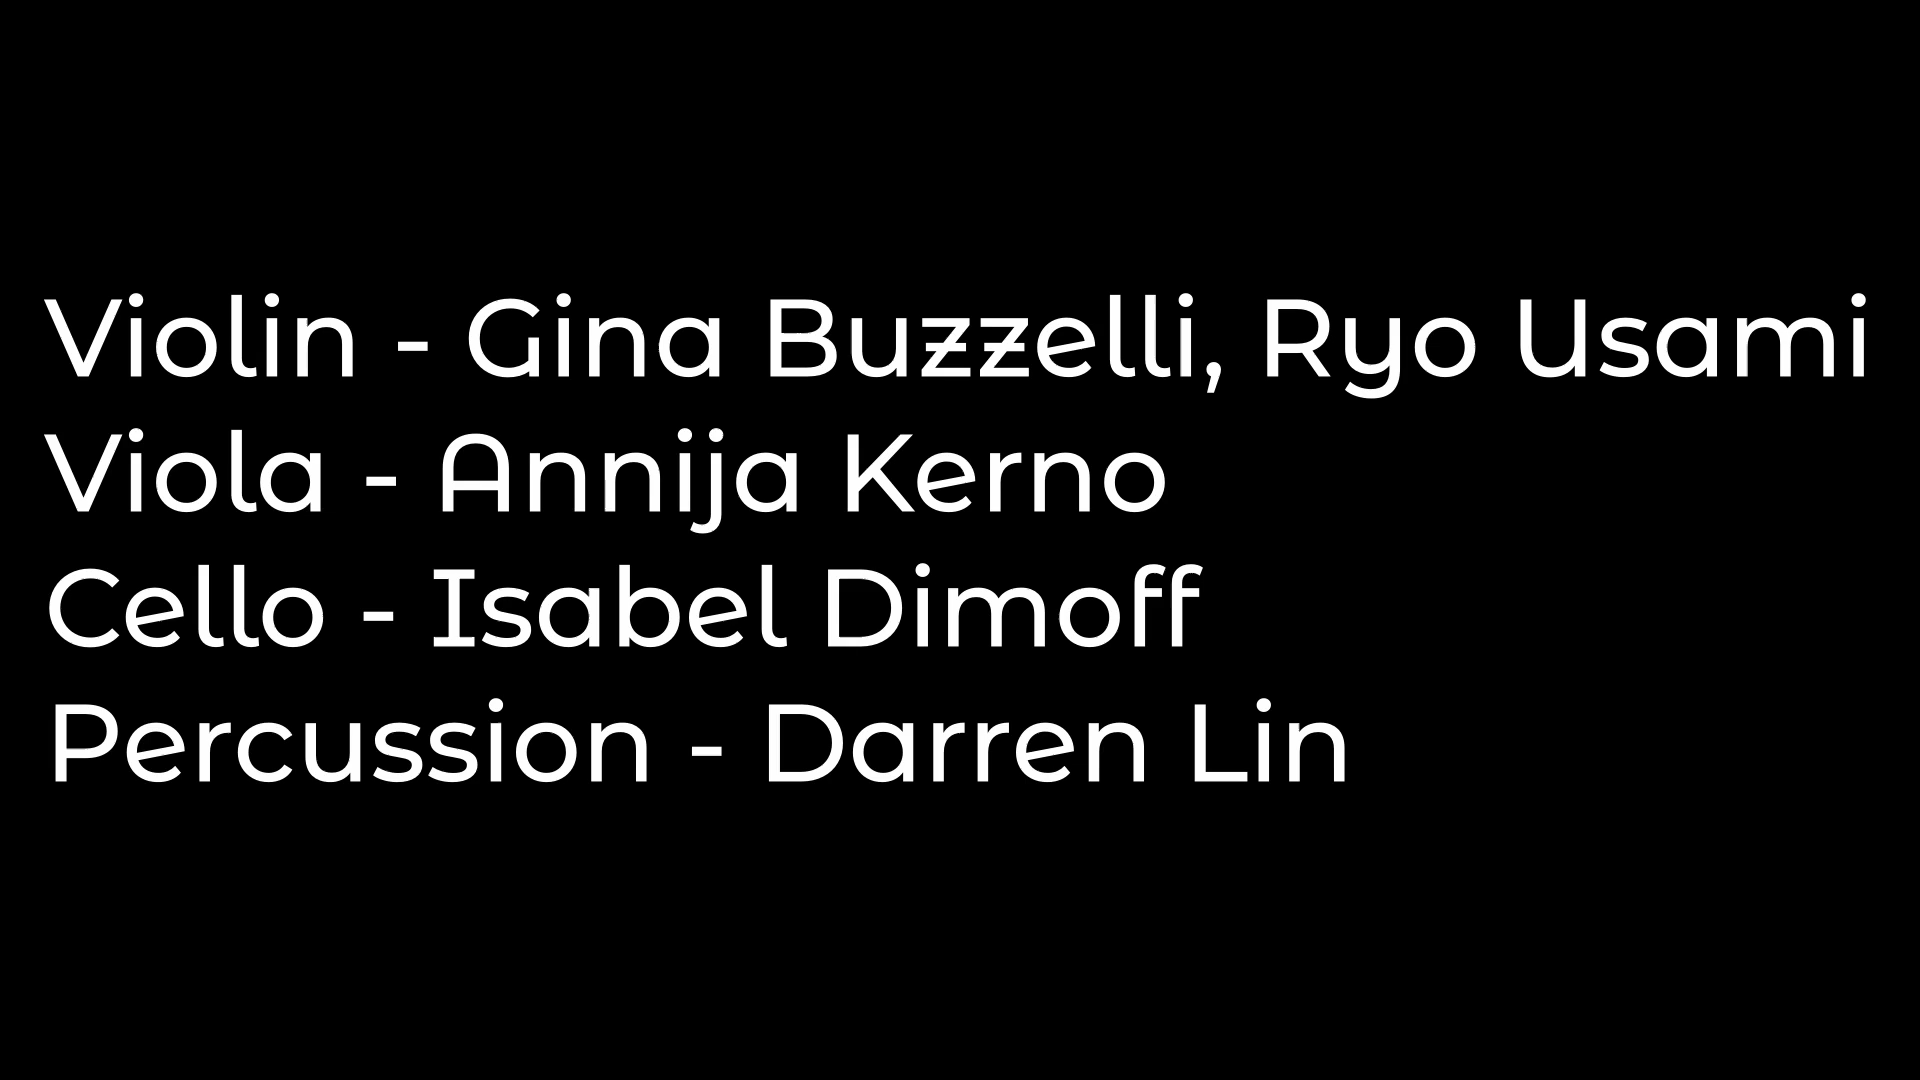 Violin - Gina Buzzelli, Ryo Usami
Viola - Annija Kerno
Cello - Isabel Dimoff
Percussion - Darren Lin